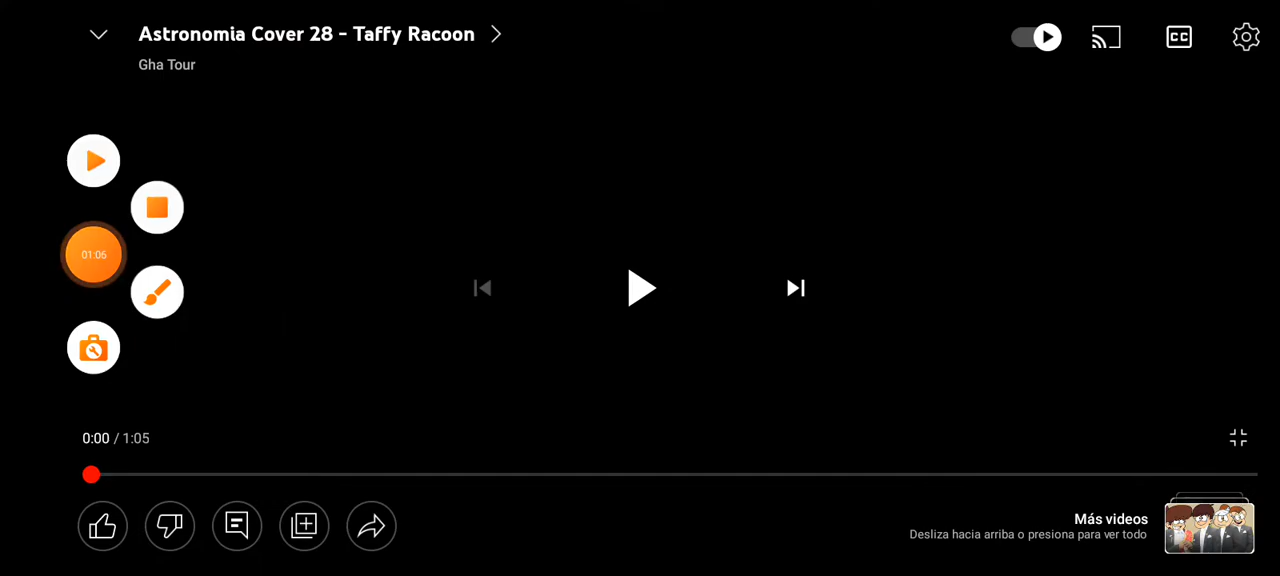 Astronomia Cover 28 - Taffy Racoon
Gha Tour
CC
01:06
0:00 / 1:05
Más videos
Desliza hacia arriba o presiona para ver todo